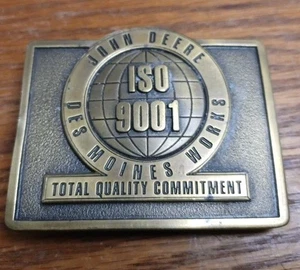 JOHN DEERE
ISO
9001
DES MOINES WORKS
TOTAL QUALITY COMMITMENT